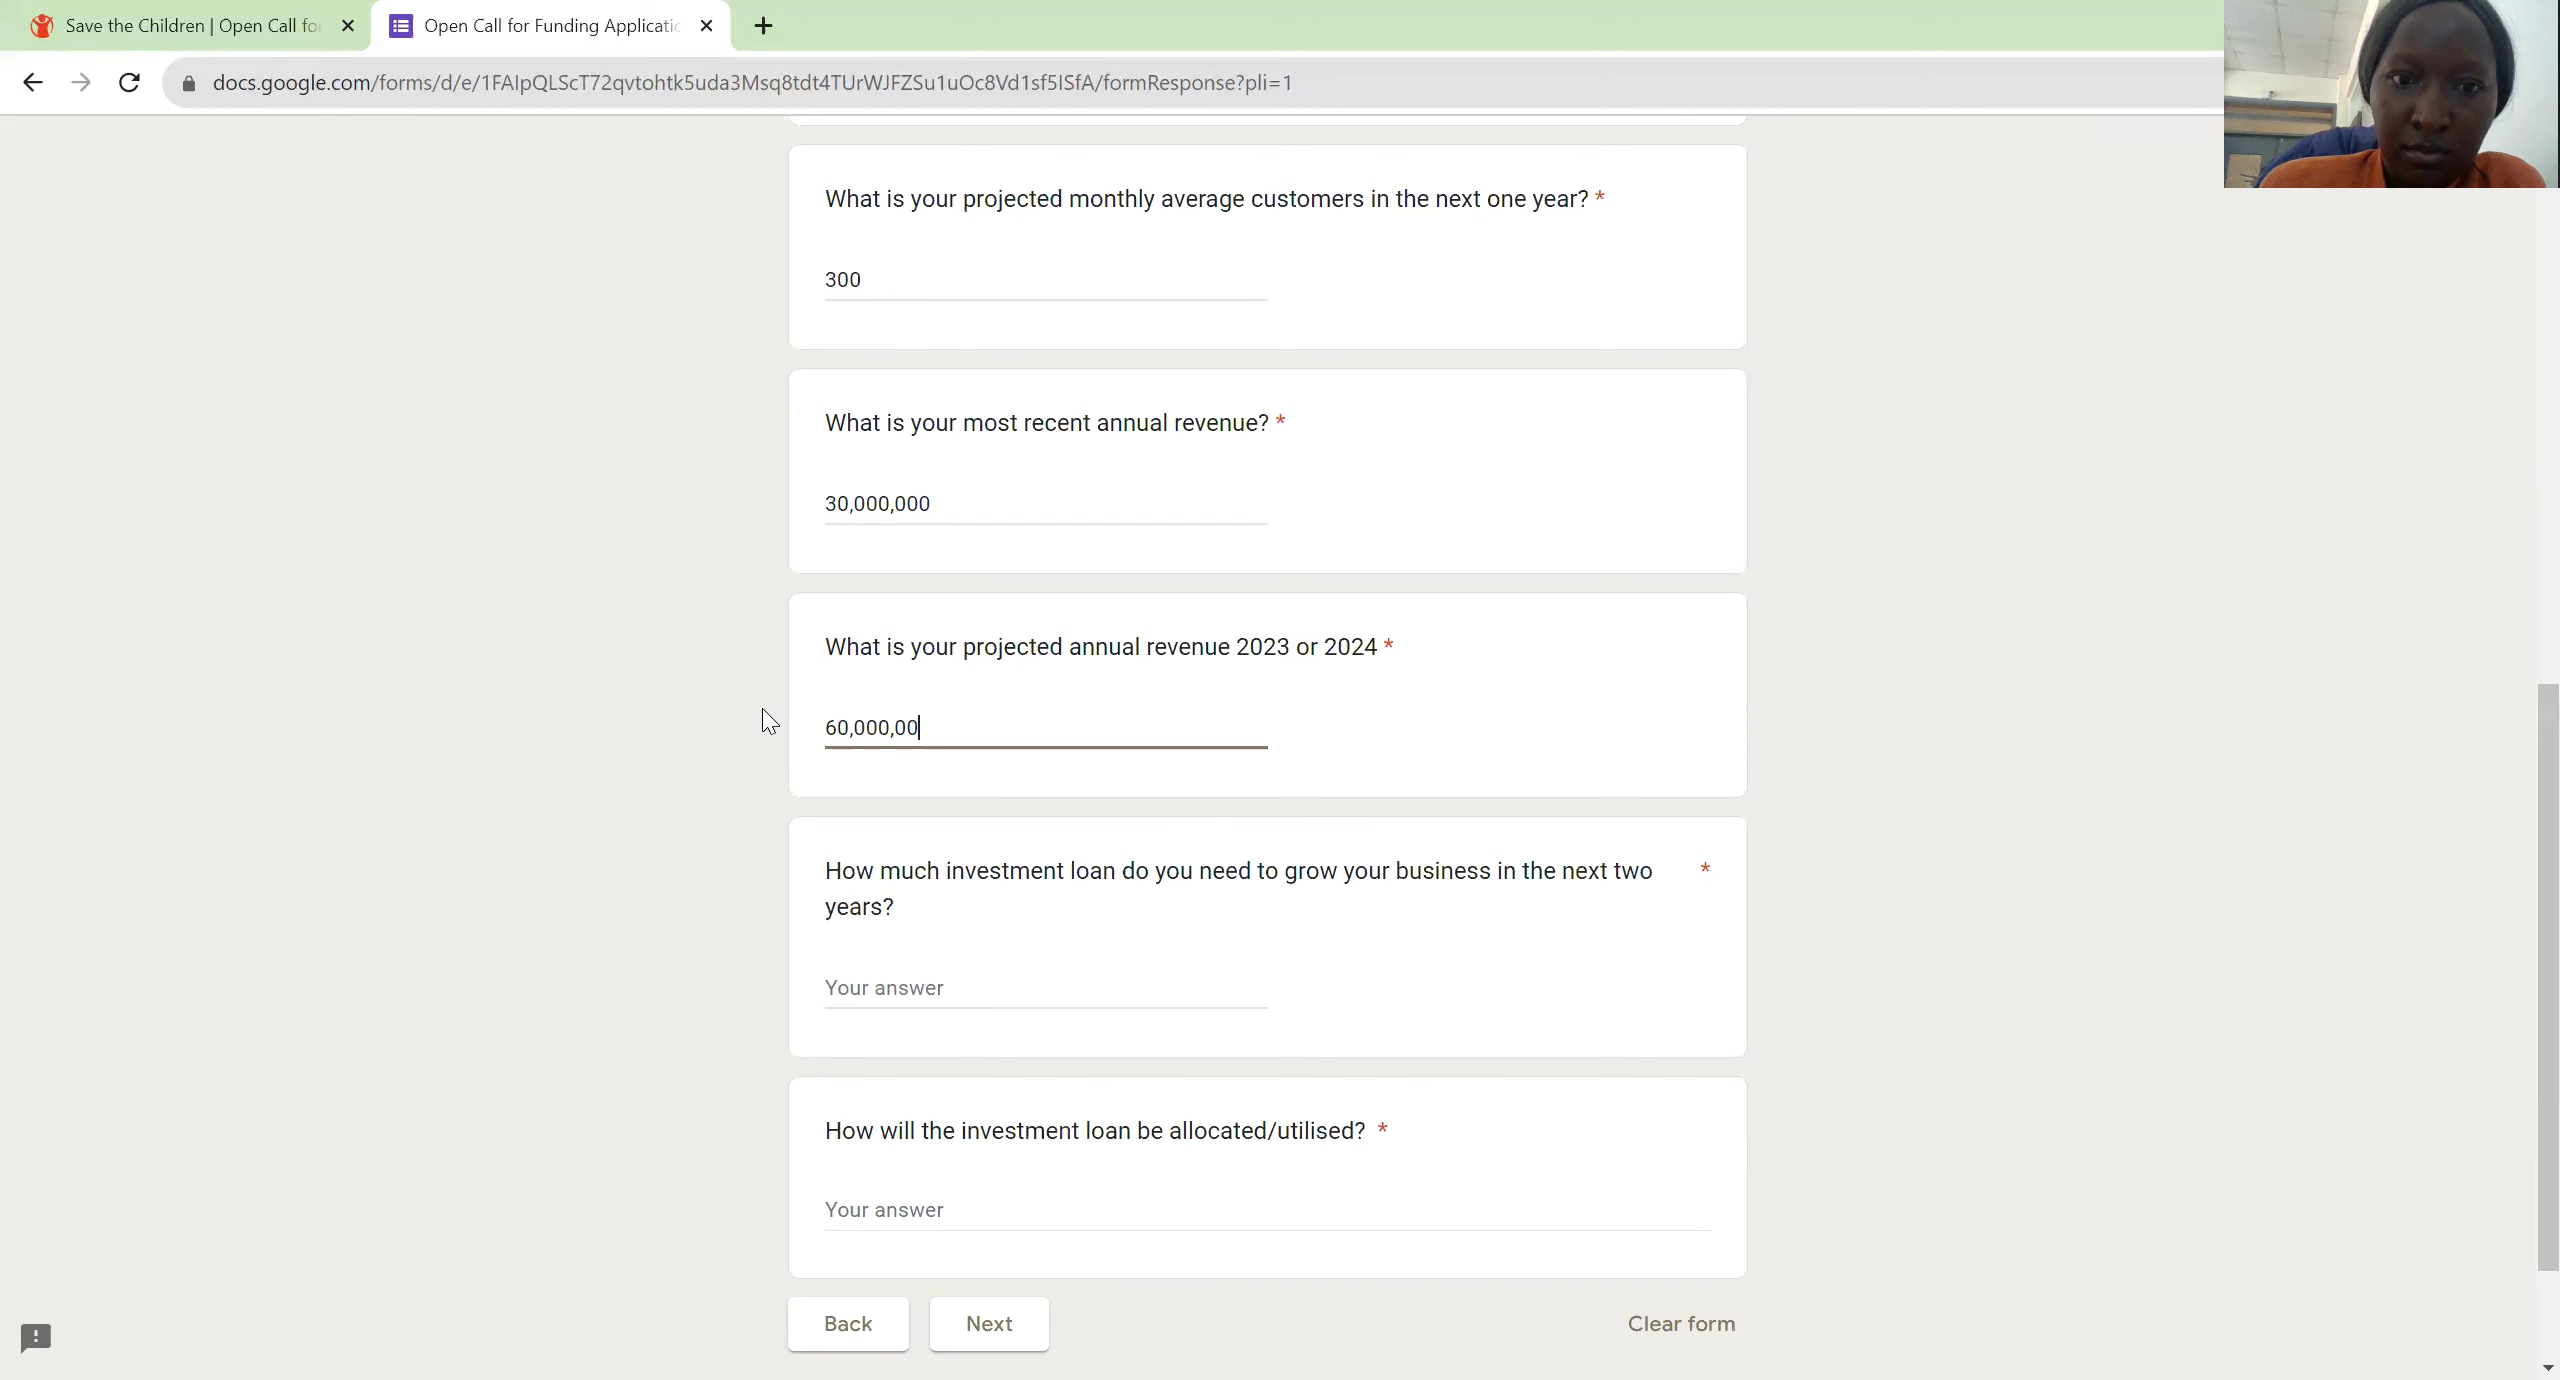 Save the Children | Open Call fo
Open Call for Funding Applicatio
docs.google.com/forms/d/e/1FAIpQLScT72qvtohtk5uda3Msq8tdt4TUrWJFZSu1uOc8Vd1sf5ISfA/formResponse?pli=1
What is your projected monthly average customers in the next one year? *
300
What is your most recent annual revenue? *
30,000,000
What is your projected annual revenue 2023 or 2024 *
60,000,00
How much investment loan do you need to grow your business in the next two *
years?
Your answer
How will the investment loan be allocated/utilised? *
Your answer
Back
Next
Clear form